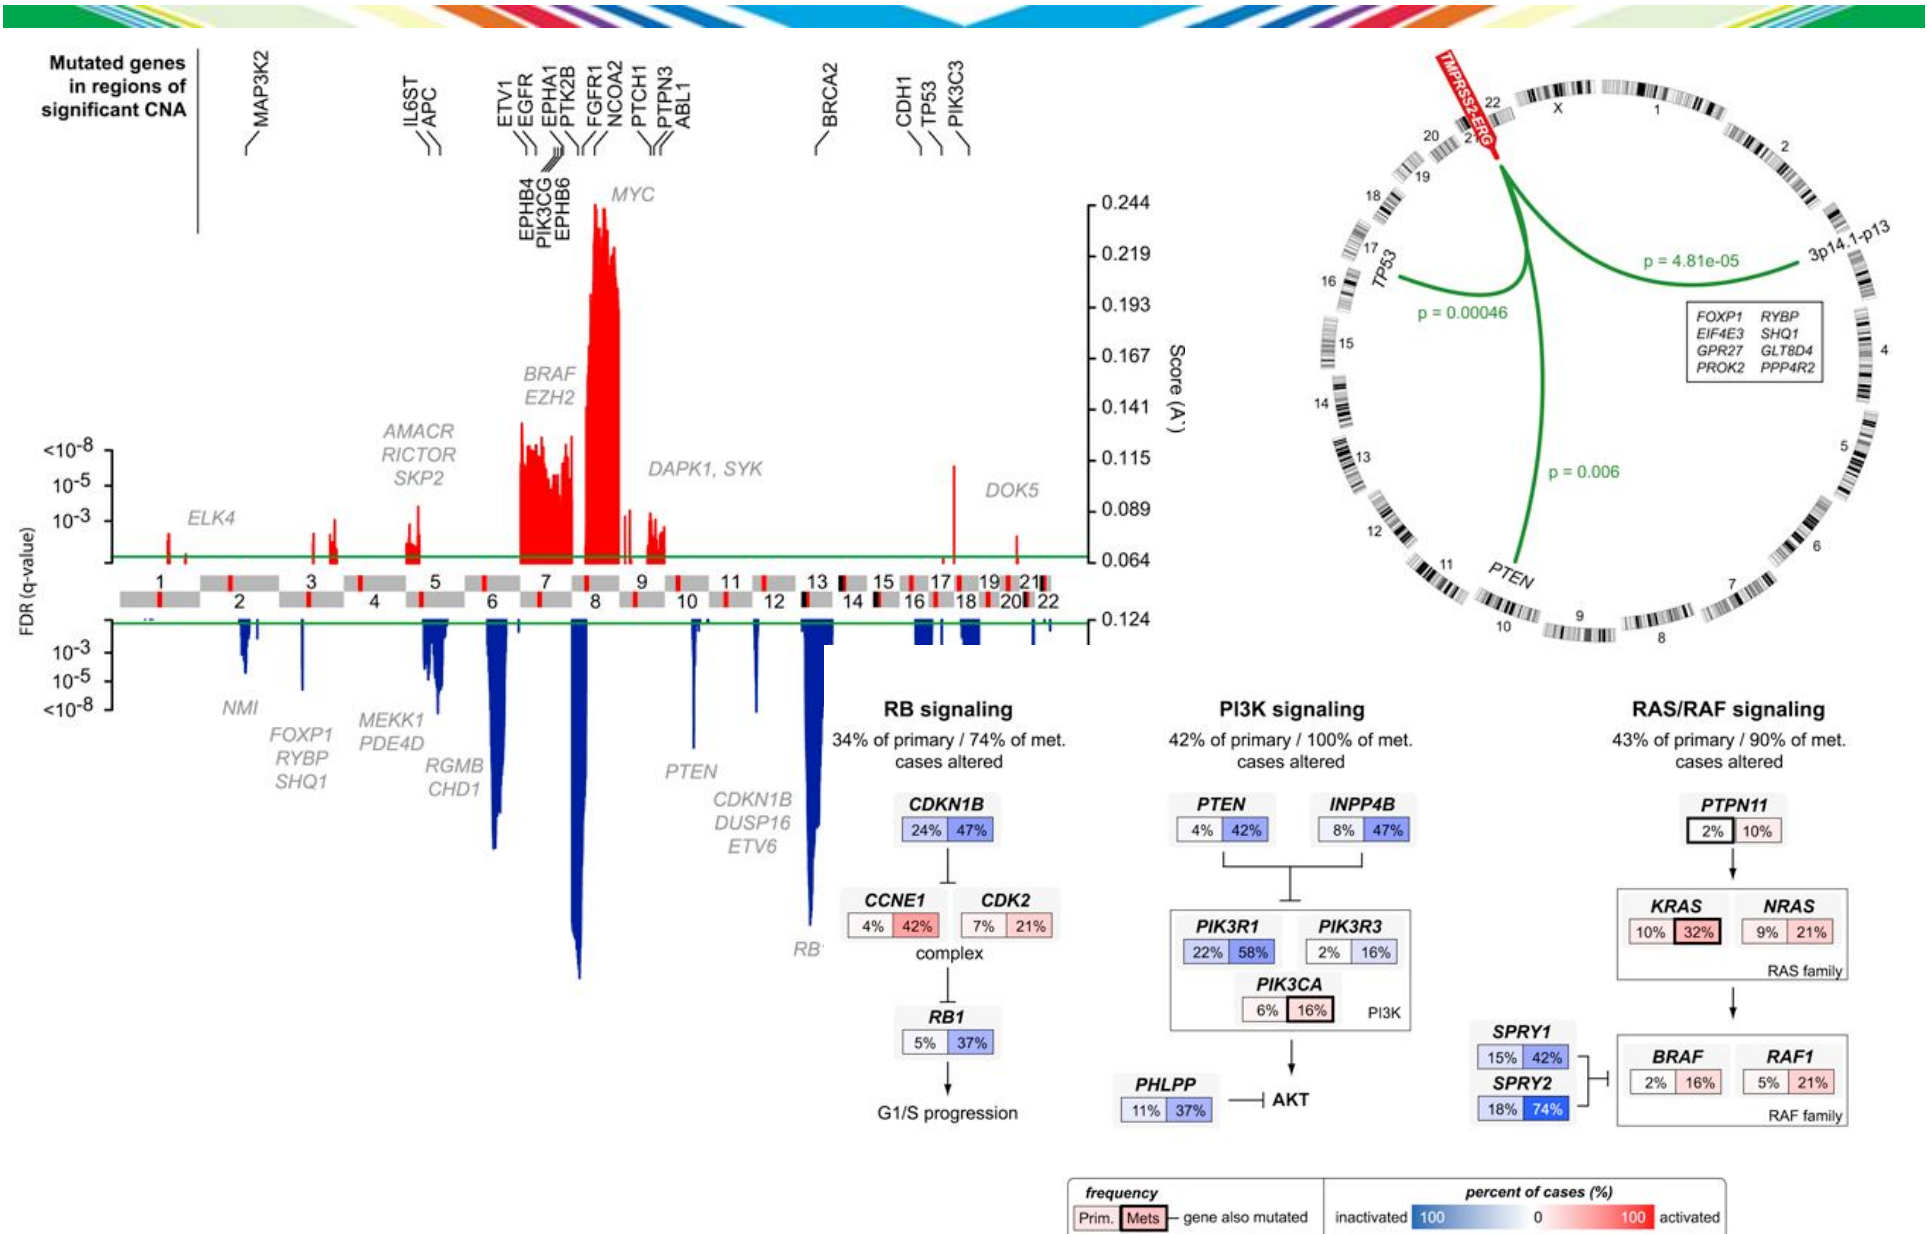 Mutated genes
in regions of
significant CNA
MAP3K2
IL6ST
APC
ETV1
EGFR
EPHA1
PTK2B
FGFR1
NCOA2
PTCH1
PTPN3
ABL1
BRCA2
CDH1
TP53
PIK3C3
EPHB4
PIK3CG
EPHB6
MYC
BRAF
EZH2
AMACR
RICTOR
SKP2
DAPK1, SYK
ELK4
DOK5
FDR (q-value)
<10-8
10-5
10-3
0.244
0.219
0.193
0.167
0.141
0.115
0.089
0.064
Score (A`)
1 3 5 7 9 11 13 15 17 19 21
2 4 6 8 10 12 14 16 18 20 22
0.124
10-3
10-5
<10-8
NMI
FOXP1
RYBP
SHQ1
MEKK1
PDE4D
RGMB
CHD1
PTEN
CDKN1B
DUSP16
ETV6
RB
TMPRSS2-ERG
X
1
2
3p14.1-p13
4
5
6
7
8
9
10
11
12
13
14
15
16
17
18
19
20
2
22
TP53
PTEN
p = 4.81e-05
p = 0.00046
p = 0.006
FOXP1 RYBP
EIF4E3 SHQ1
GPR27 GLT8D4
PROK2 PPP4R2
RB signaling
34% of primary / 74% of met.
cases altered
CDKN1B
24% 47%
CCNE1 CDK2
4% 42% 7% 21%
complex
RB1
5% 37%
G1/S progression
PI3K signaling
42% of primary / 100% of met.
cases altered
PTEN INPP4B
4% 42% 8% 47%
PIK3R1 PIK3R3
22% 58% 2% 16%
PIK3CA
6% 16% PI3K
PHLPP
11% 37% AKT
RAS/RAF signaling
43% of primary / 90% of met.
cases altered
PTPN11
2% 10%
KRAS NRAS
10% 32% 9% 21%
RAS family
SPRY1
15% 42%
SPRY2
18% 74%
BRAF RAF1
2% 16% 5% 21%
RAF family
frequency
Prim. Mets gene also mutated
percent of cases (%)
inactivated 100 0 100 activated